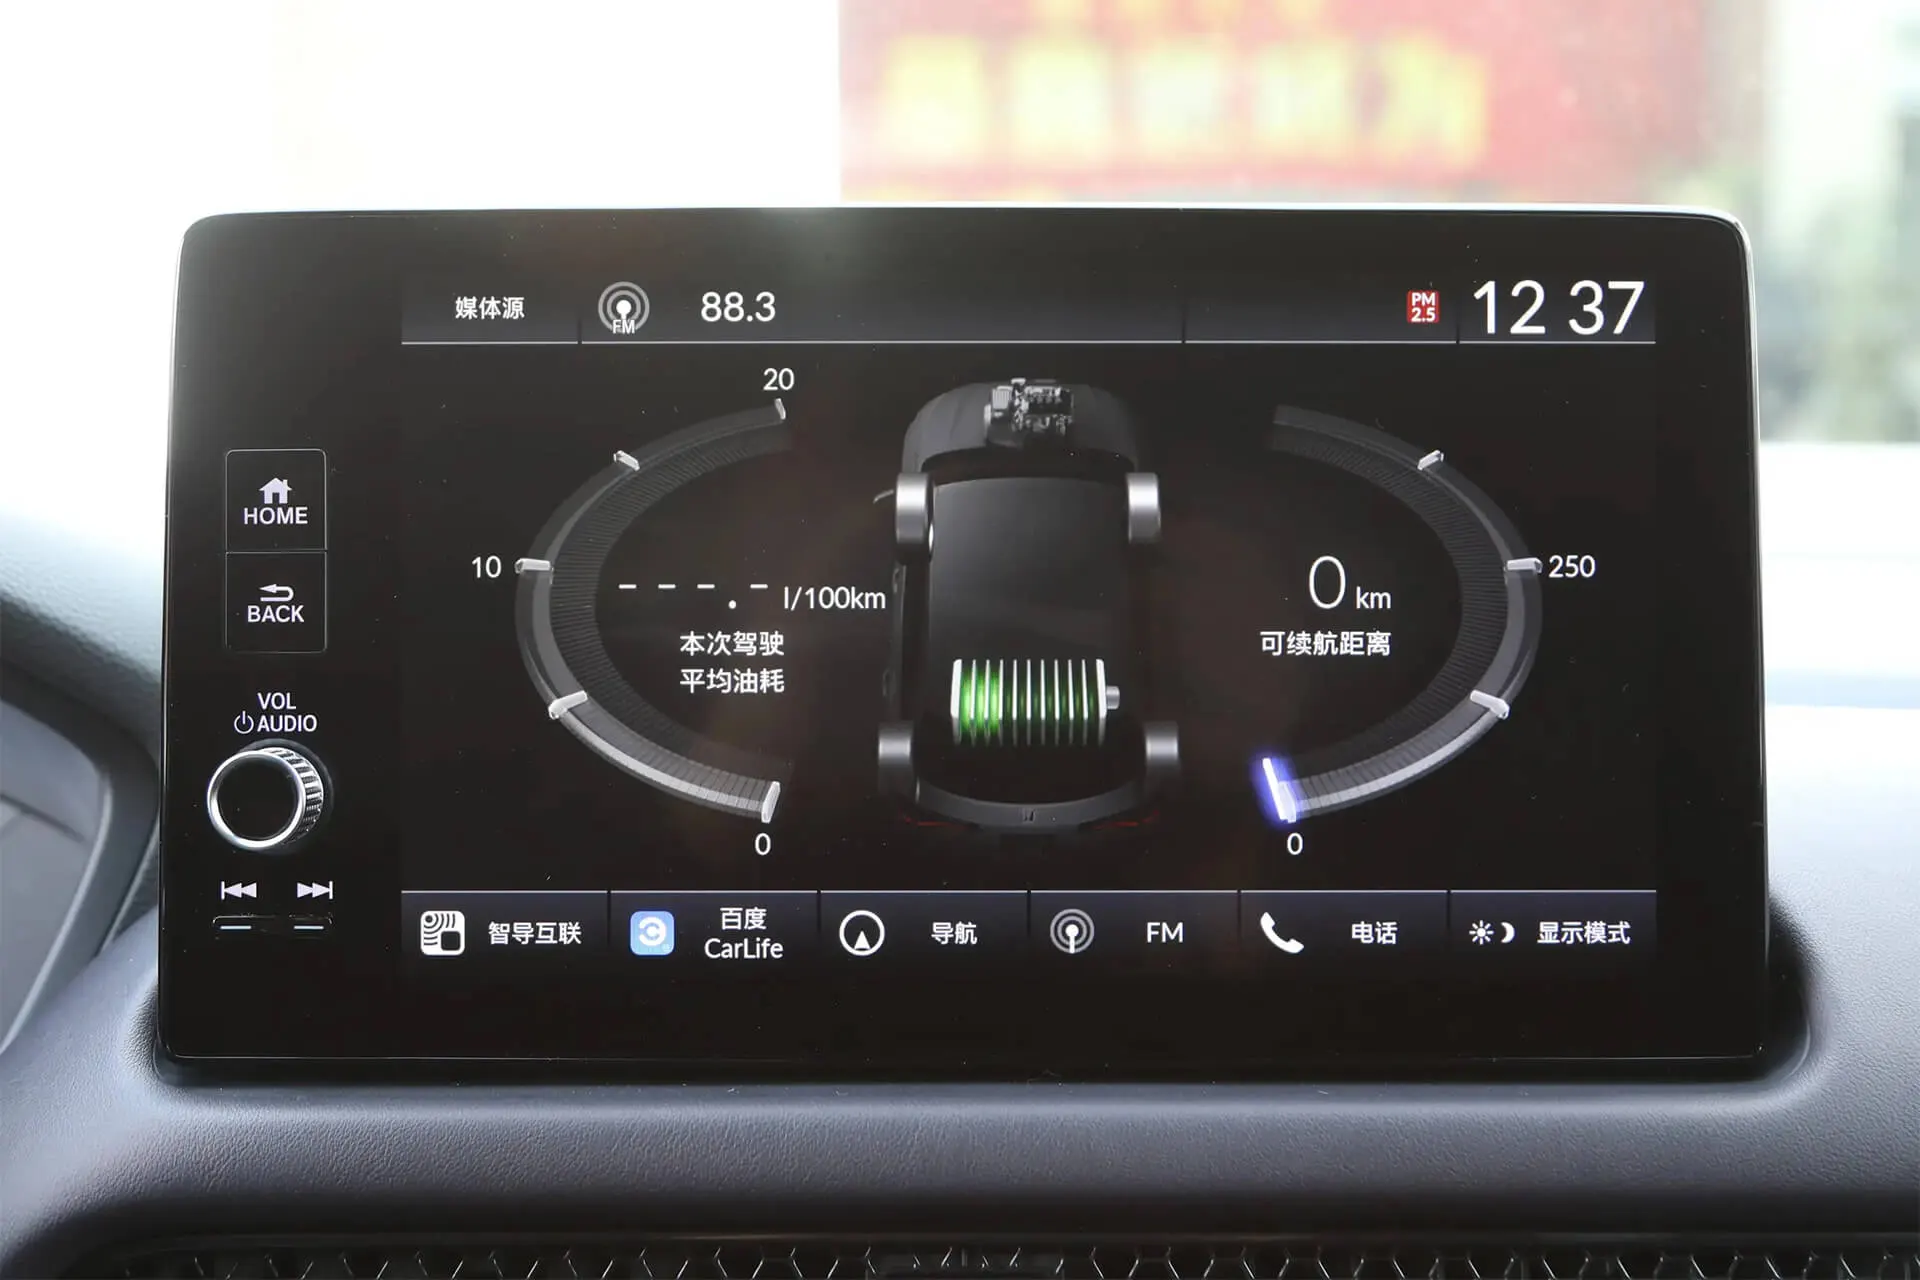 媒体源
FM
88.3
PM
2.5
12 37
20
HOME
10
250
BACK
- - - . - l/100km
0 km
本次驾驶
平均油耗
可续航距离
VOL
AUDIO
0
0
智导互联
百度
CarLife
导航
FM
电话
显示模式